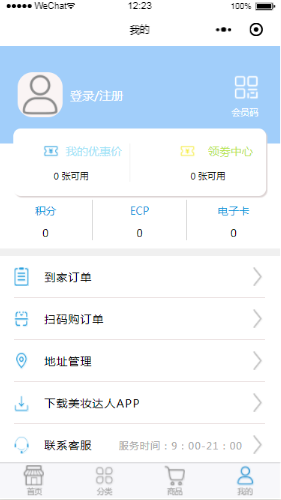 WeChat 12:23 100%
我的
登录/注册
会员码
我的优惠价 领劵中心
0 张可用 0 张可用
积分 ECP 电子卡
0 0 0
到家订单
扫码购订单
地址管理
下载美妆达人APP
联系客服 服务时间：9：00-21：00
首页 分类 商品 我的